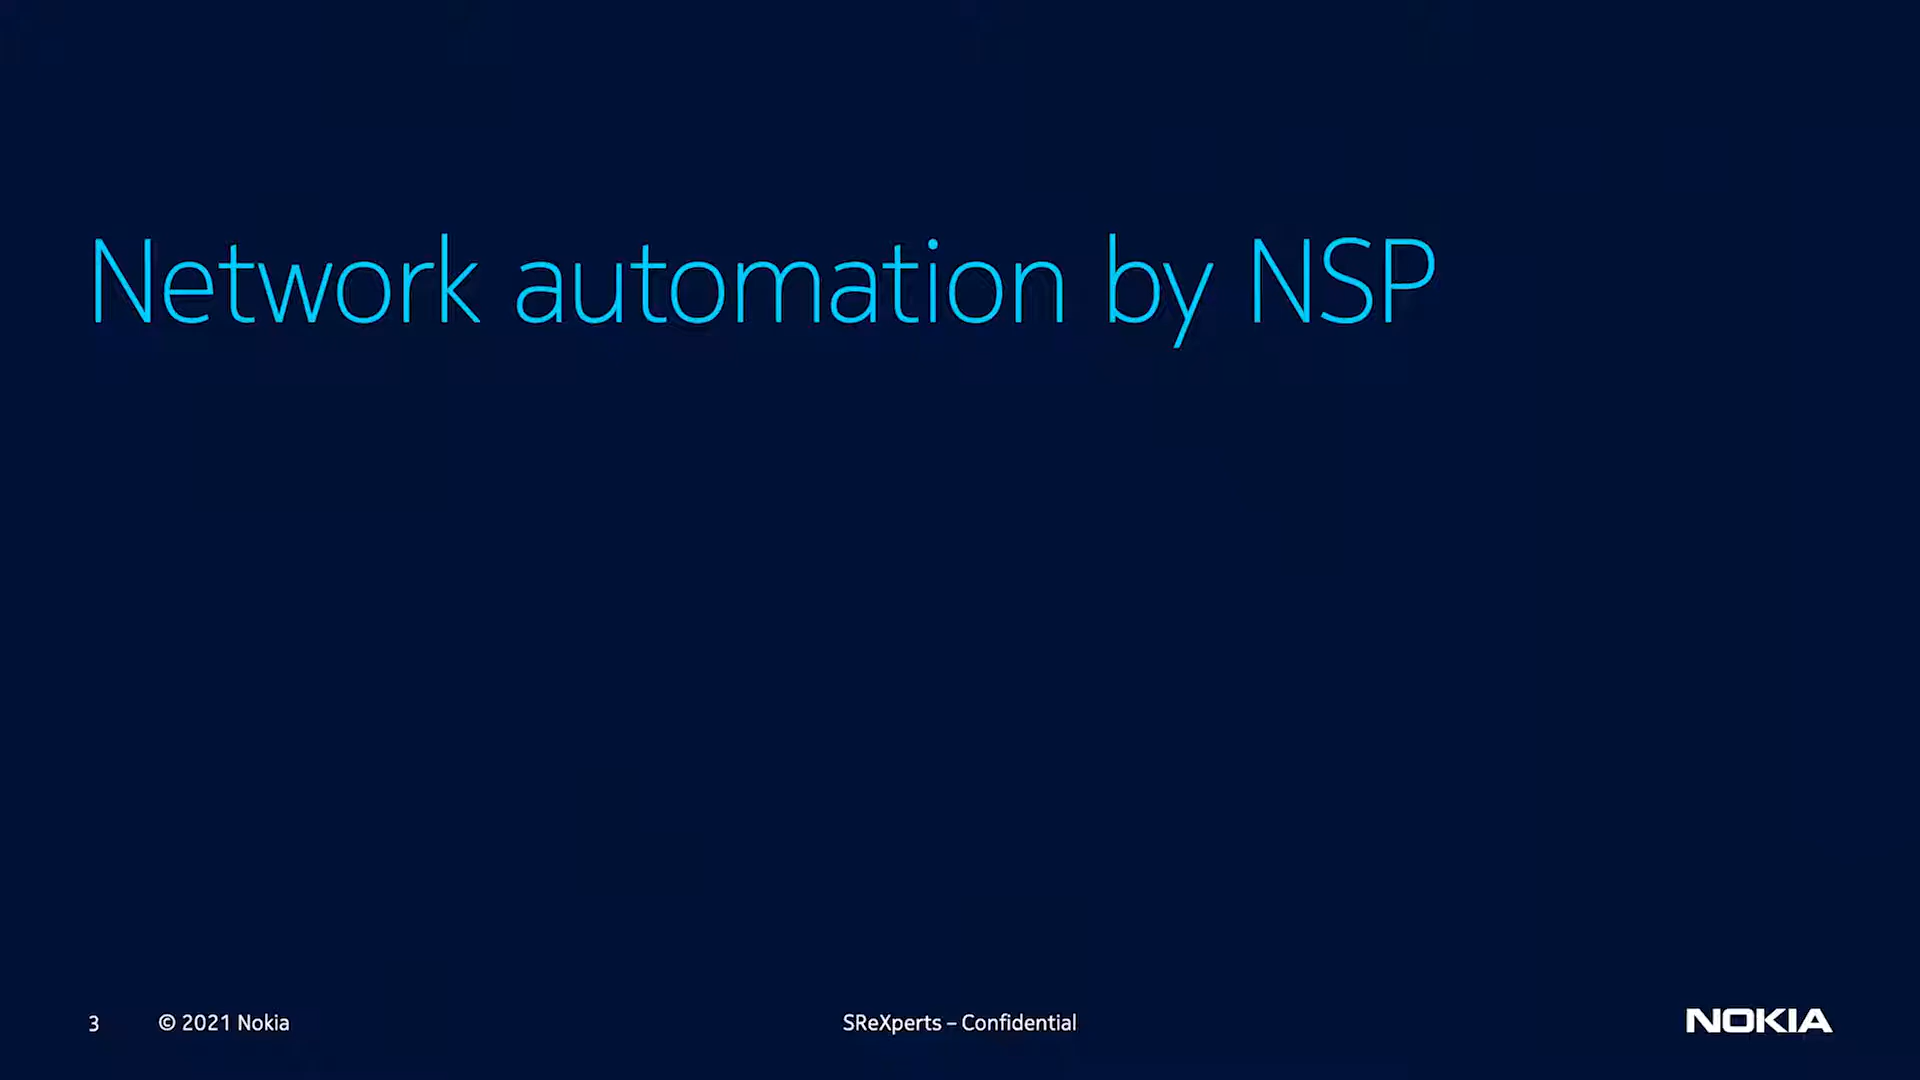 Network automation by NSP
3
© 2021 Nokia
SReXperts – Confidential
NOKIA